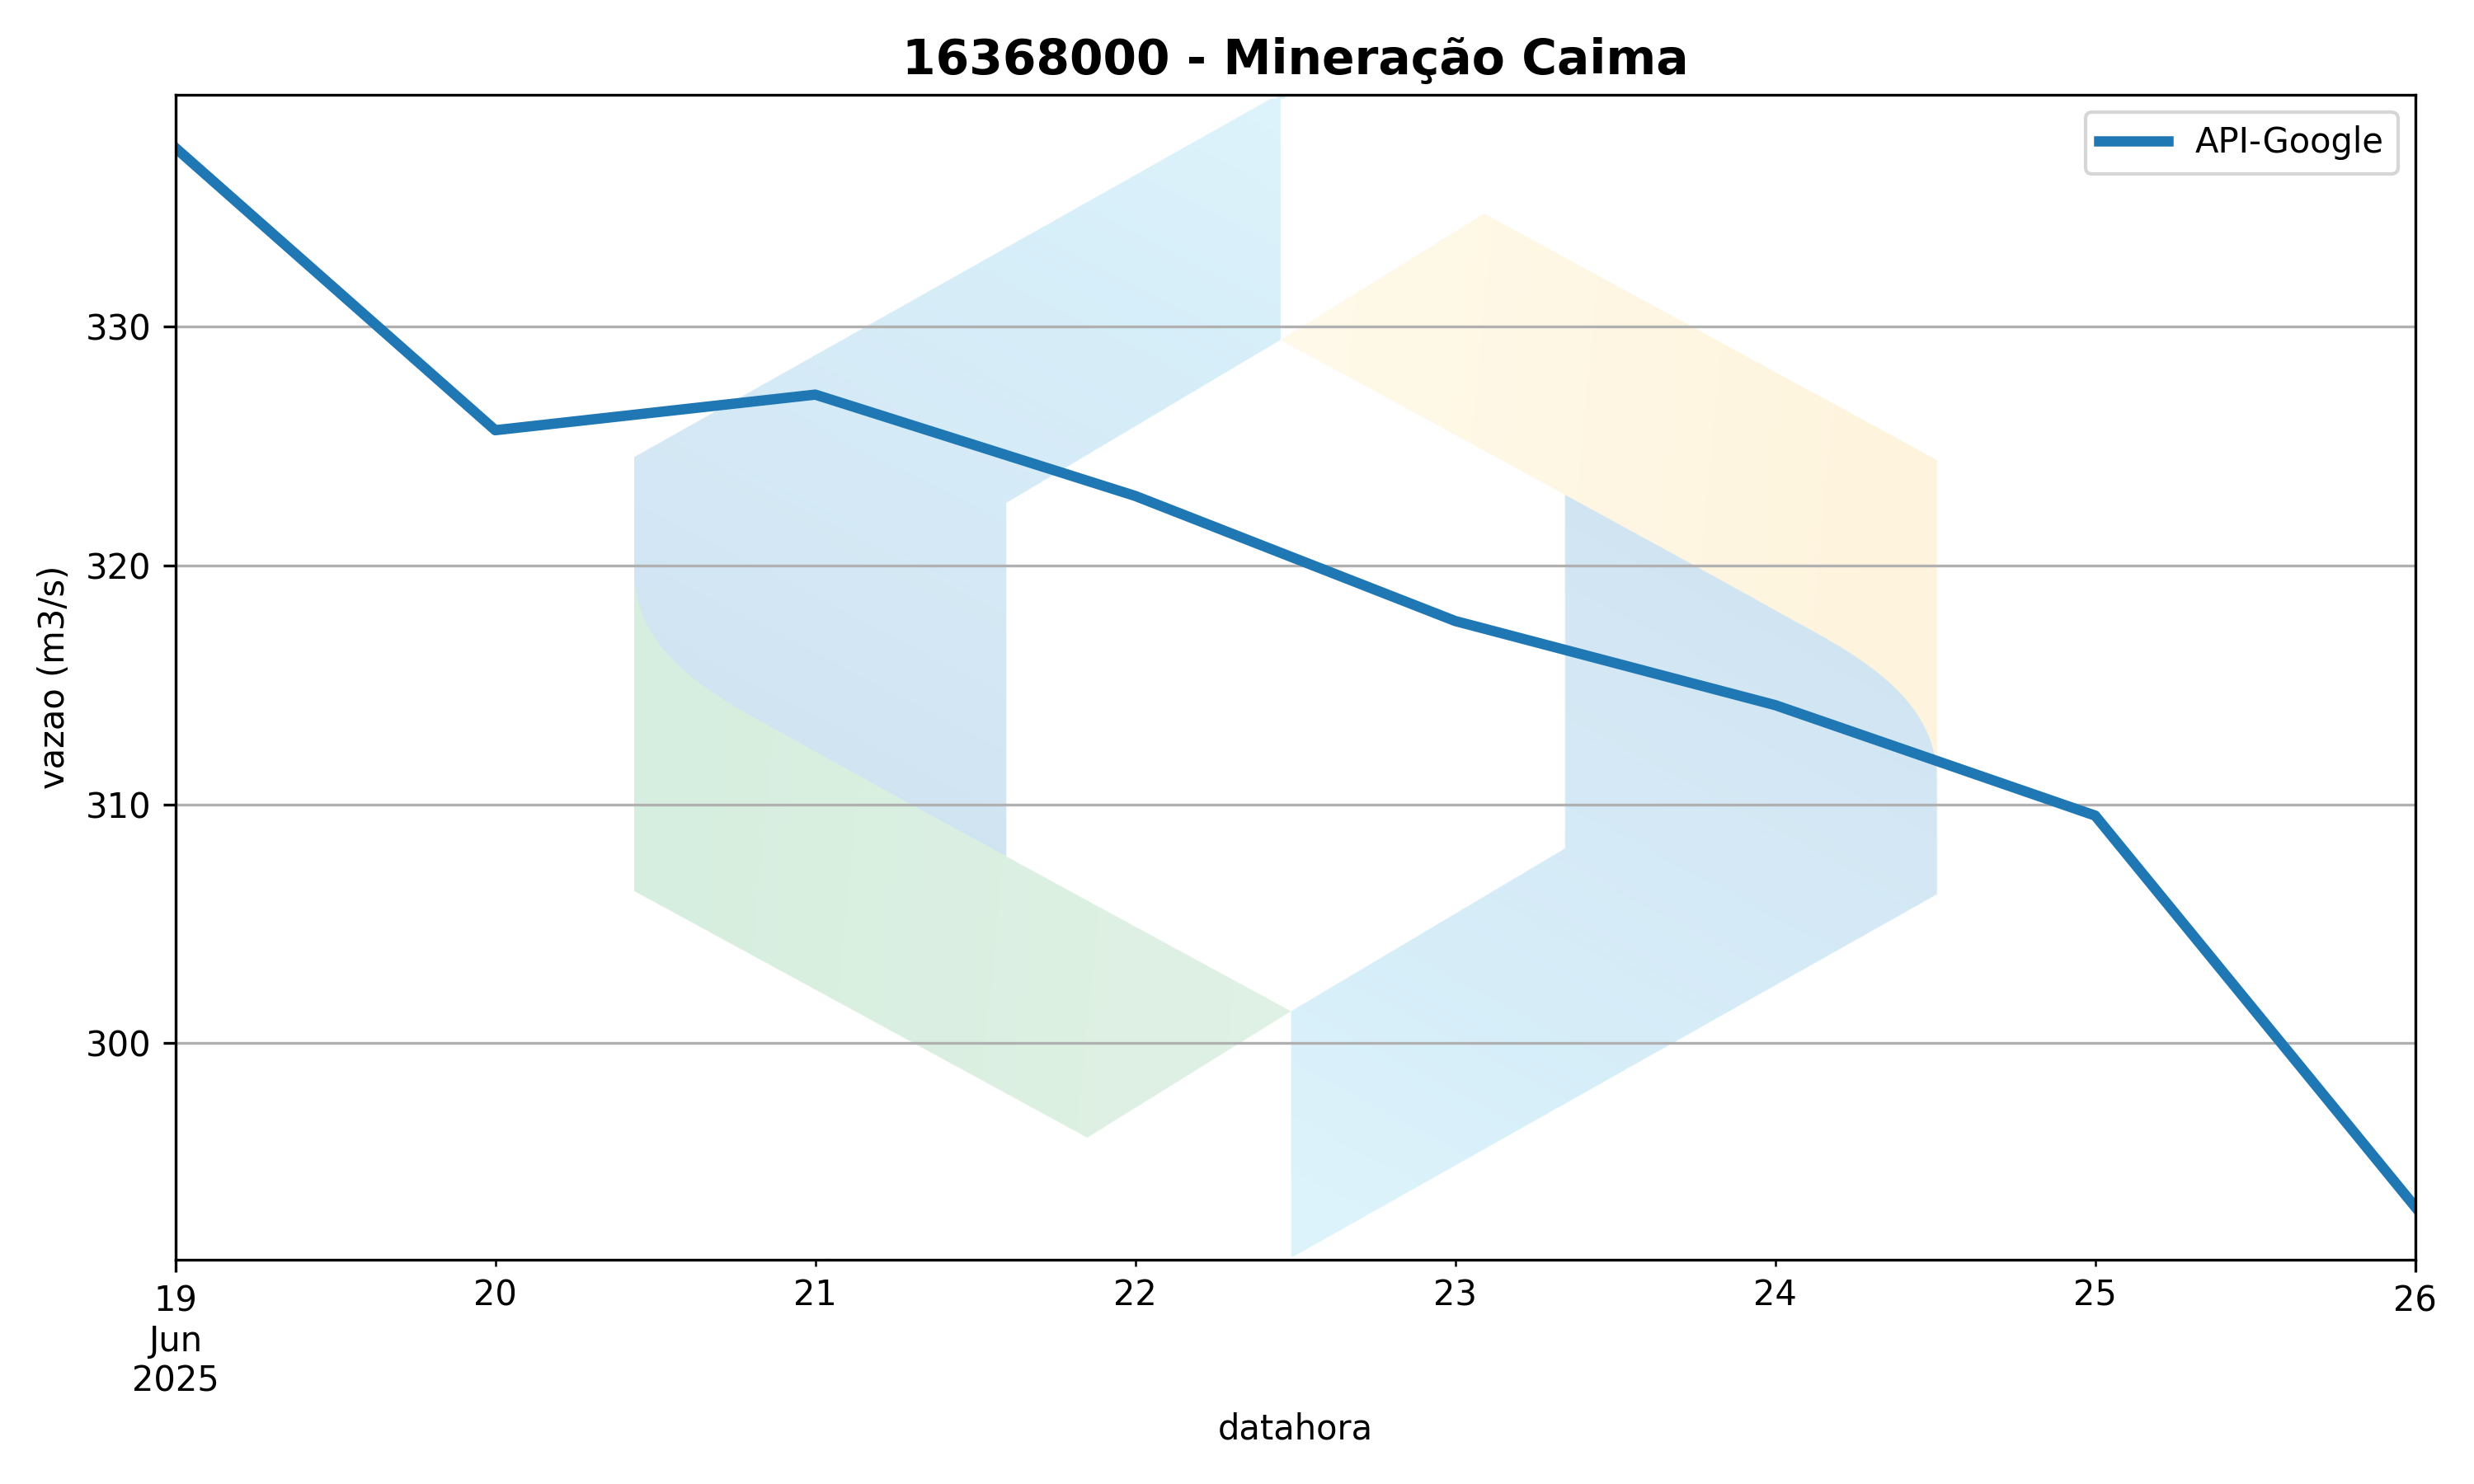 16368000 - Mineração Caima
API-Google
vazao (m3/s)
330
320
310
300
19 20 21 22 23 24 25 26
Jun
2025
datahora